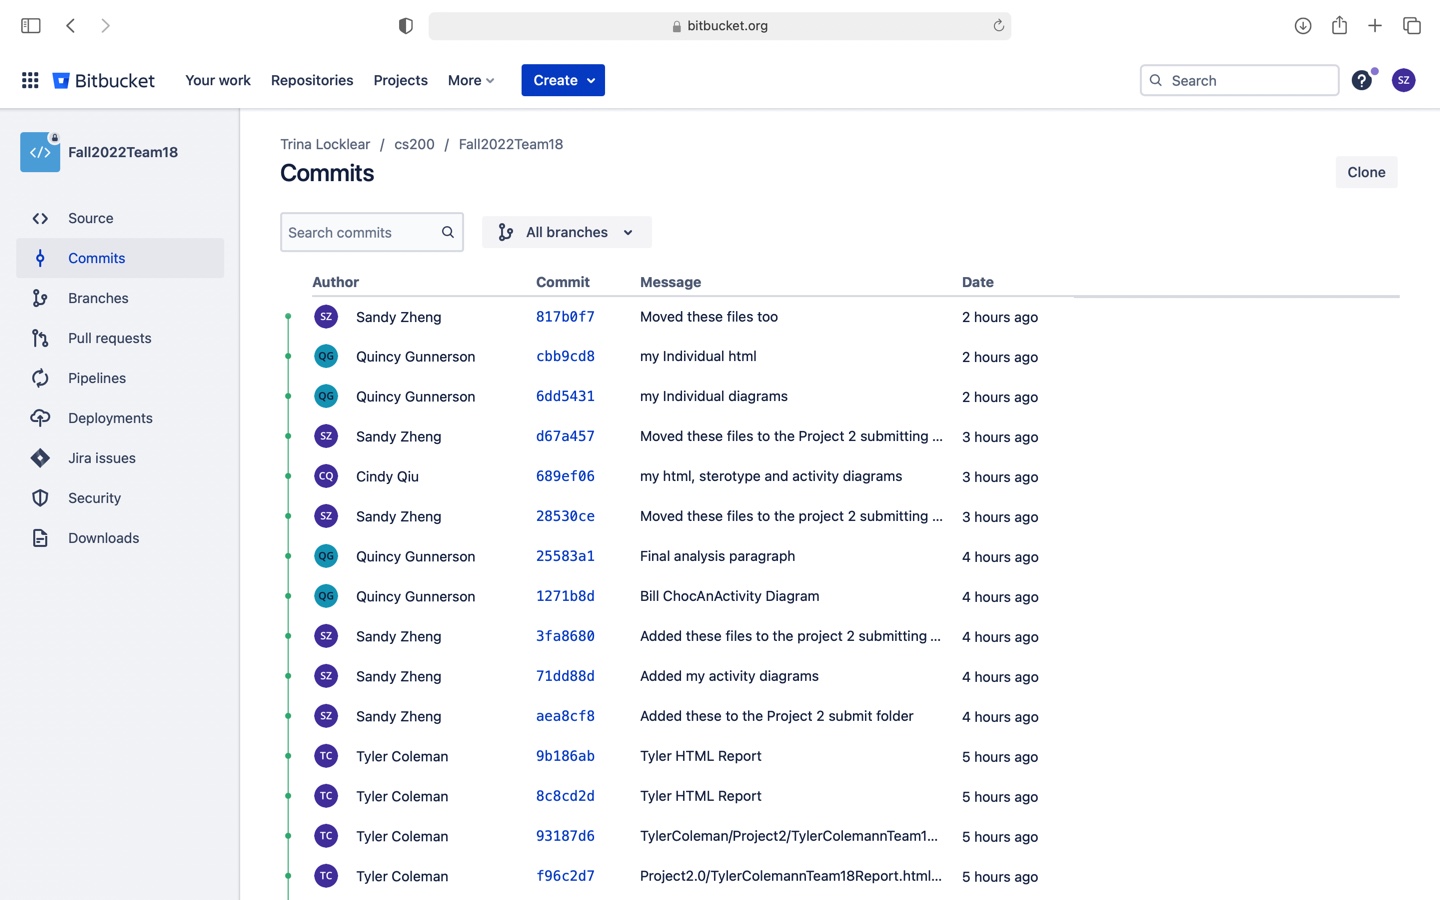 bitbucket.org
Bitbucket Your work Repositories Projects More Create Search ? SZ
</> Fall2022Team18
Source
Commits
Branches
Pull requests
Pipelines
Deployments
Jira issues
Security
Downloads
Trina Locklear / cs200 / Fall2022Team18
Commits
Clone
Search commits All branches
Author Commit Message Date
SZ Sandy Zheng 817b0f7 Moved these files too 2 hours ago
QG Quincy Gunnerson cbb9cd8 my Individual html 2 hours ago
QG Quincy Gunnerson 6dd5431 my Individual diagrams 2 hours ago
SZ Sandy Zheng d67a457 Moved these files to the Project 2 submitting ... 3 hours ago
CQ Cindy Qiu 689ef06 my html, sterotype and activity diagrams 3 hours ago
SZ Sandy Zheng 28530ce Moved these files to the project 2 submitting ... 3 hours ago
QG Quincy Gunnerson 25583a1 Final analysis paragraph 4 hours ago
QG Quincy Gunnerson 1271b8d Bill ChocAnActivity Diagram 4 hours ago
SZ Sandy Zheng 3fa8680 Added these files to the project 2 submitting ... 4 hours ago
SZ Sandy Zheng 71dd88d Added my activity diagrams 4 hours ago
SZ Sandy Zheng aea8cf8 Added these to the Project 2 submit folder 4 hours ago
TC Tyler Coleman 9b186ab Tyler HTML Report 5 hours ago
TC Tyler Coleman 8c8cd2d Tyler HTML Report 5 hours ago
TC Tyler Coleman 93187d6 TylerColeman/Project2/TylerColemannTeam1... 5 hours ago
TC Tyler Coleman f96c2d7 Project2.0/TylerColemannTeam18Report.html... 5 hours ago